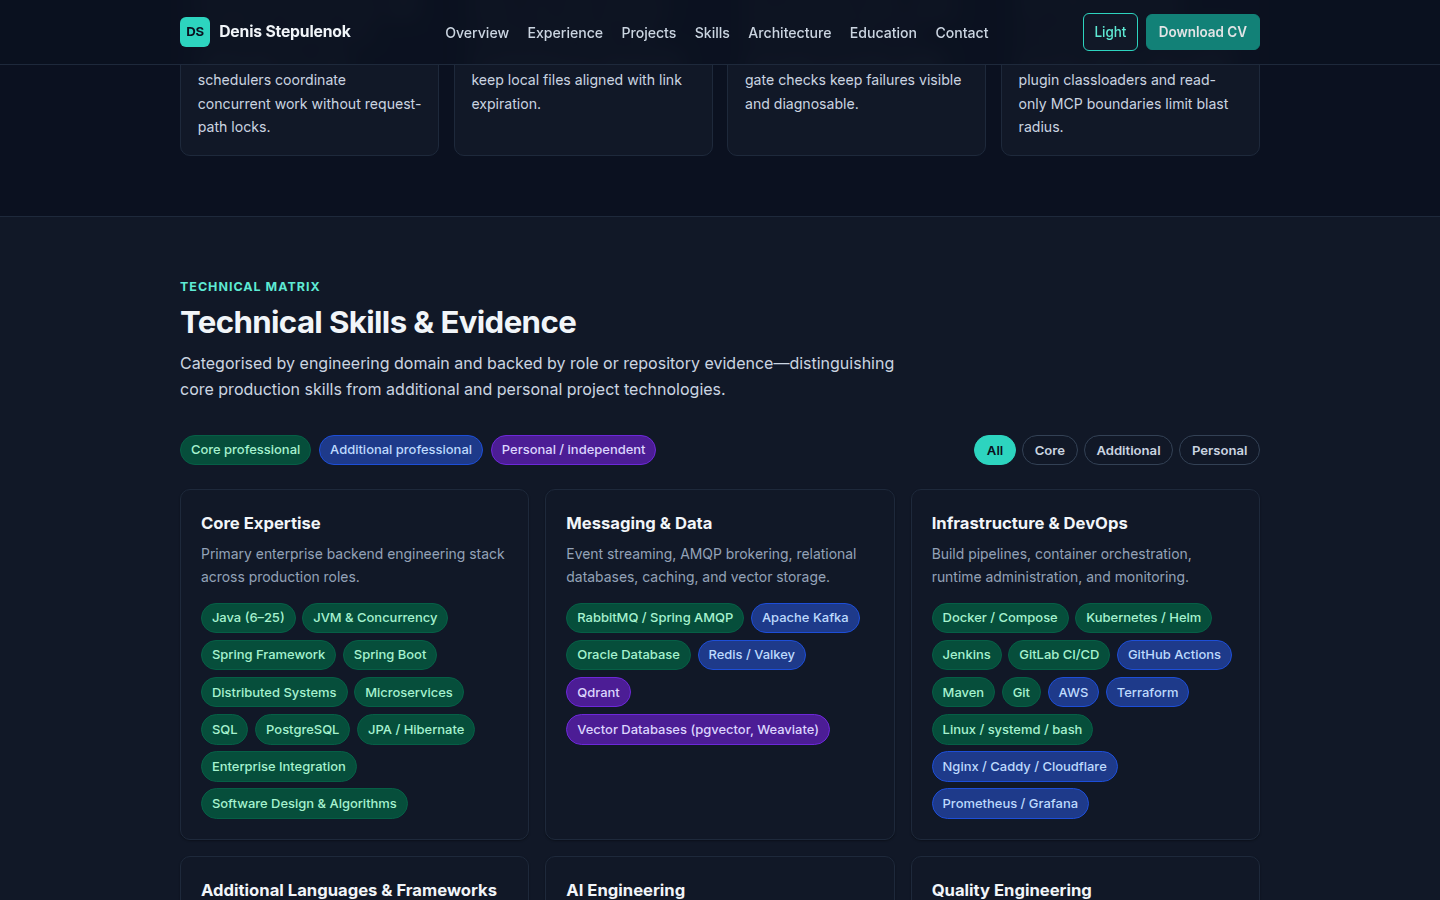 DS Denis Stepulenok
Overview Experience Projects Skills Architecture Education Contact
Light
Download CV
schedulers coordinate
concurrent work without request-
path locks.
keep local files aligned with link
expiration.
gate checks keep failures visible
and diagnosable.
plugin classloaders and read-
only MCP boundaries limit blast
radius.
TECHNICAL MATRIX
Technical Skills & Evidence
Categorised by engineering domain and backed by role or repository evidence—distinguishing
core production skills from additional and personal project technologies.
Core professional Additional professional Personal / Independent
All Core Additional Personal
Core Expertise
Primary enterprise backend engineering stack
across production roles.
Java (6–25) JVM & Concurrency
Spring Framework Spring Boot
Distributed Systems Microservices
SQL PostgreSQL JPA / Hibernate
Enterprise Integration
Software Design & Algorithms
Messaging & Data
Event streaming, AMQP brokering, relational
databases, caching, and vector storage.
RabbitMQ / Spring AMQP Apache Kafka
Oracle Database Redis / Valkey
Qdrant
Vector Databases (pgvector, Weaviate)
Infrastructure & DevOps
Build pipelines, container orchestration,
runtime administration, and monitoring.
Docker / Compose Kubernetes / Helm
Jenkins GitLab CI/CD GitHub Actions
Maven Git AWS Terraform
Linux / systemd / bash
Nginx / Caddy / Cloudflare
Prometheus / Grafana
Additional Languages & Frameworks
AI Engineering
Quality Engineering